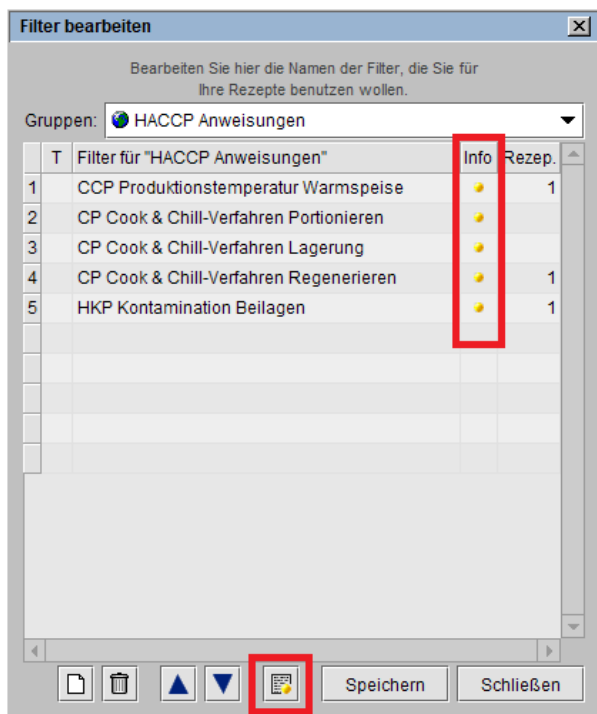 Filter bearbeiten
Bearbeiten Sie hier die Namen der Filter, die Sie für
Ihre Rezepte benutzen wollen.
Gruppen: HACCP Anweisungen
T Filter für "HACCP Anweisungen" Info Rezep.
1 CCP Produktionstemperatur Warmspeise 1
2 CP Cook & Chill-Verfahren Portionieren
3 CP Cook & Chill-Verfahren Lagerung
4 CP Cook & Chill-Verfahren Regenerieren 1
5 HKP Kontamination Beilagen 1
Speichern Schließen